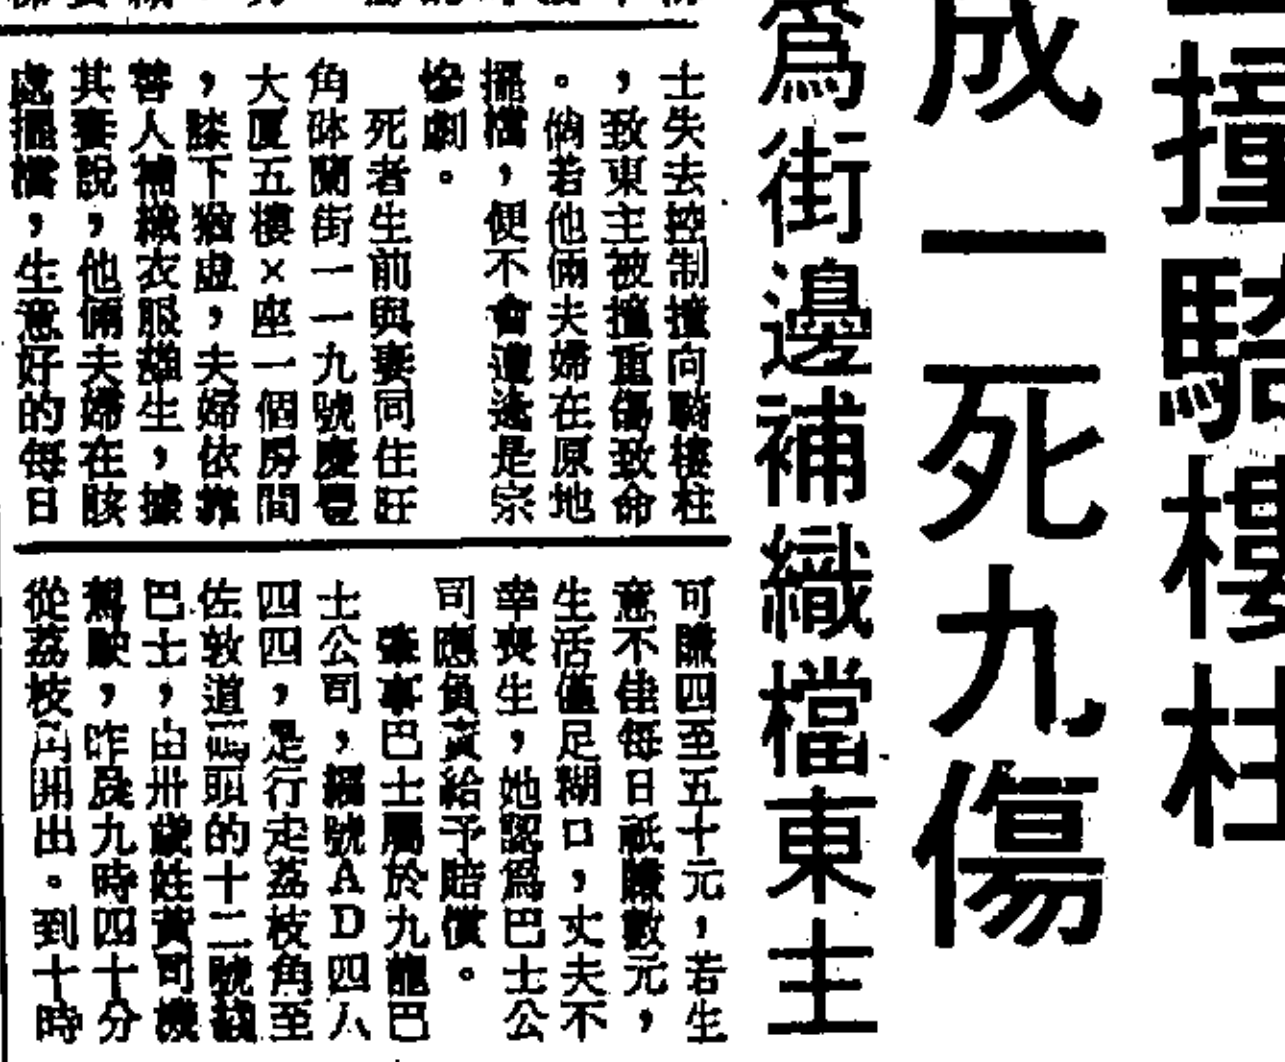 撞騎樓柱
成一死九傷
爲街邊補織檔東主
士失去控制撞向騎樓柱
，致東主被撞重傷致命
。倘若他倆夫婦在原地
擺檔，便不會遭逢是宗
慘劇。
死者生前與妻同住旺
角砵蘭街一一九號慶豐
大厦五樓×座一個房間
，膝下猶虛，夫婦依靠
替人補織衣服謀生，據
其妻說，他倆夫婦在該
處擺檔，生意好的每日
可賺四至五十元，若生
意不佳每日祇賺數元，
生活僅足糊口，丈夫不
幸喪生，她認爲巴士公
司應負責給予賠償。
肇事巴士屬於九龍巴
士公司，編號AD四八
四四，是行走荔枝角至
佐敦道碼頭的十二號線
巴士，由卅歲姓黃司機
駕駛，昨晨九時四十分
從荔枝角開出。到十時